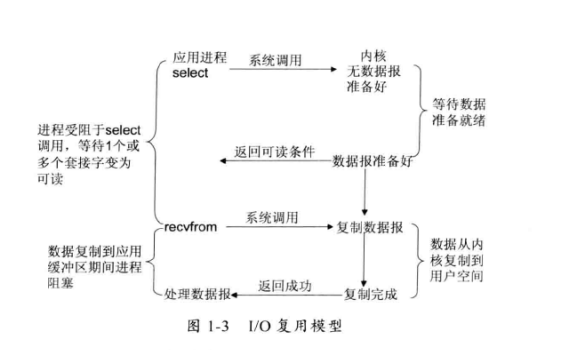 应用进程
select
系统调用
内核
无数据报
准备好
等待数据
准备就绪
进程受阻于select
调用，等待1个或
多个套接字变为
可读
返回可读条件
数据报准备好
recvfrom
系统调用
复制数据报
数据复制到应用
缓冲区期间进程
阻塞
数据从内
核复制到
用户空间
处理数据报
返回成功
复制完成
图 1-3 I/O 复用模型